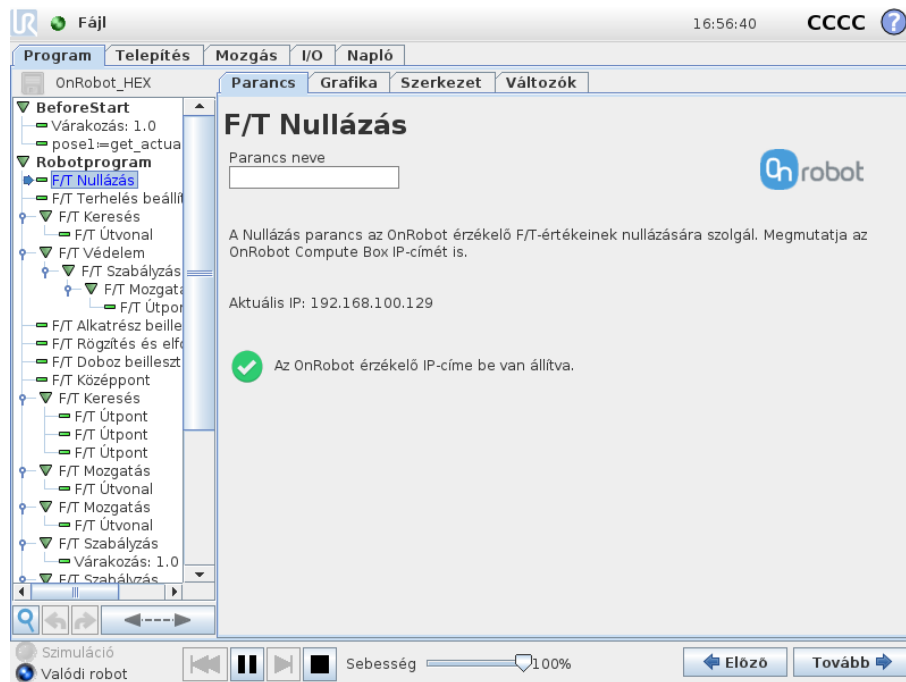 Fájl 16:56:40 CCCC ?
Program Telepítés Mozgás I/O Napló
OnRobot_HEX Parancs Grafika Szerkezet Változók
BeforeStart
Várakozás: 1.0
pose1≔get_actua
Robotprogram
F/T Nullázás
F/T Terhelés beállít
F/T Keresés
F/T Útvonal
F/T Védelem
F/T Szabályzás
F/T Mozgata
F/T Útpor
F/T Alkatrész beille
F/T Rögzítés és elfo
F/T Doboz beilleszt
F/T Középpont
F/T Keresés
F/T Útpont
F/T Útpont
F/T Útpont
F/T Mozgatás
F/T Útvonal
F/T Mozgatás
F/T Útvonal
F/T Szabályzás
Várakozás: 1.0
F/T Szabályzás
F/T Nullázás
Parancs neve
On robot
A Nullázás parancs az OnRobot érzékelő F/T-értékeinek nullázására szolgál. Megmutatja az
OnRobot Compute Box IP-címét is.
Aktuális IP: 192.168.100.129
Az OnRobot érzékelő IP-címe be van állítva.
Szimuláció
Valódi robot
Sebesség 100%
Előző Tovább